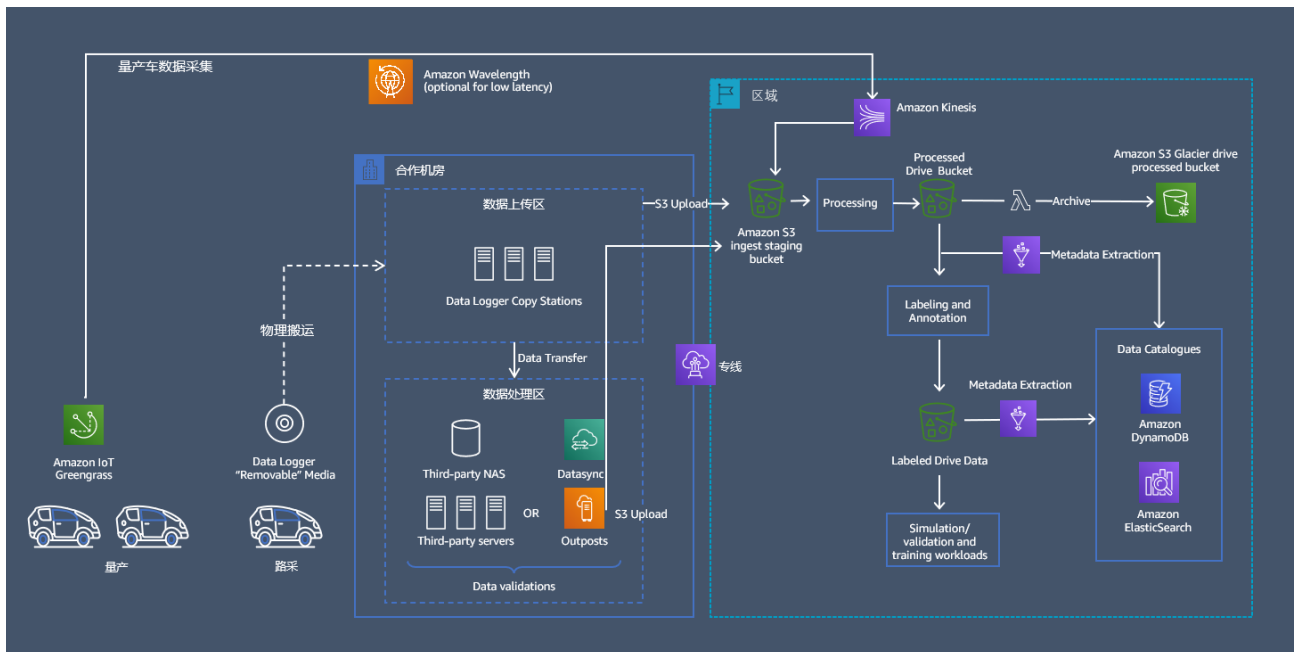 量产车数据采集
Amazon Wavelength
(optional for low latency)
区域
Amazon Kinesis
合作机房
数据上传区
Data Logger Copy Stations
S3 Upload
Amazon S3
ingest staging
bucket
Processing
Processed
Drive Bucket
Archive
Amazon S3 Glacier drive
processed bucket
Metadata Extraction
Labeling and
Annotation
物理搬运
Data Transfer
专线
数据处理区
Third-party NAS
Datasync
Third-party servers
OR
Outposts
S3 Upload
Data validations
Amazon IoT
Greengrass
量产
Data Logger
“Removable” Media
路采
Metadata Extraction
Labeled Drive Data
Simulation/
validation and
training workloads
Data Catalogues
Amazon
DynamoDB
Amazon
ElasticSearch